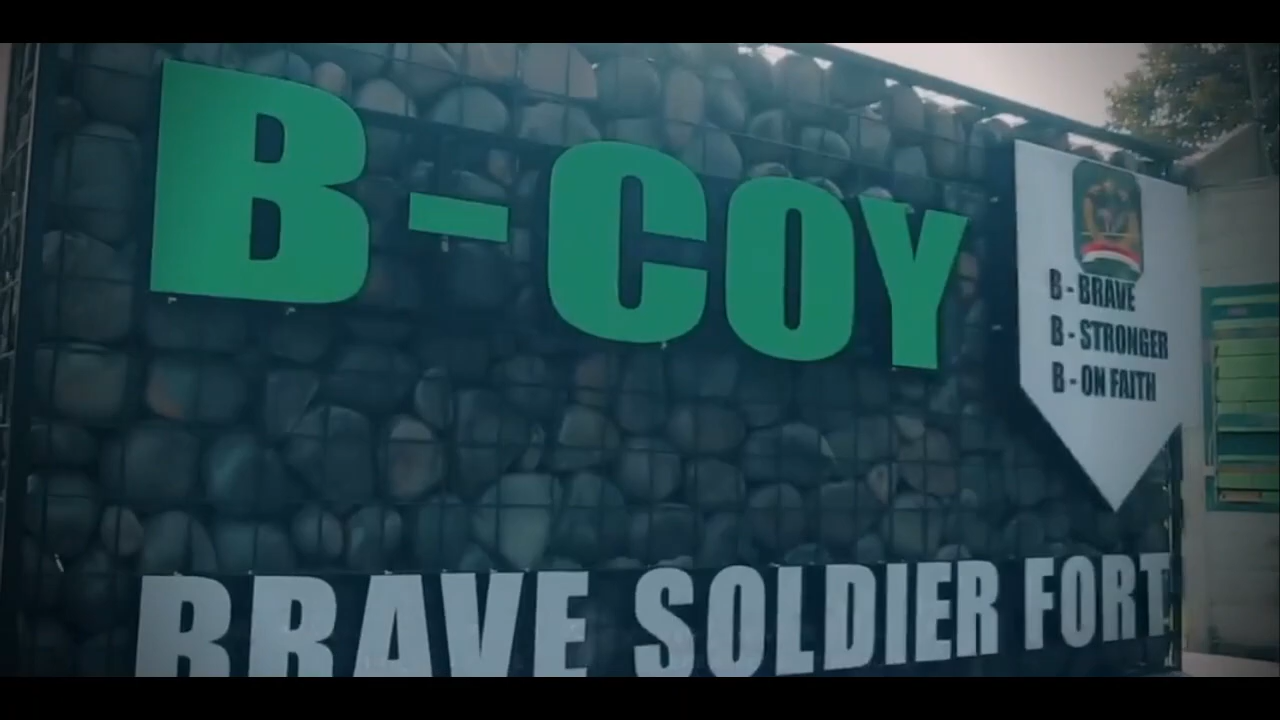 B-COY
B - BRAVE
B - STRONGER
B - ON FAITH
BRAVE SOLDIER FORT